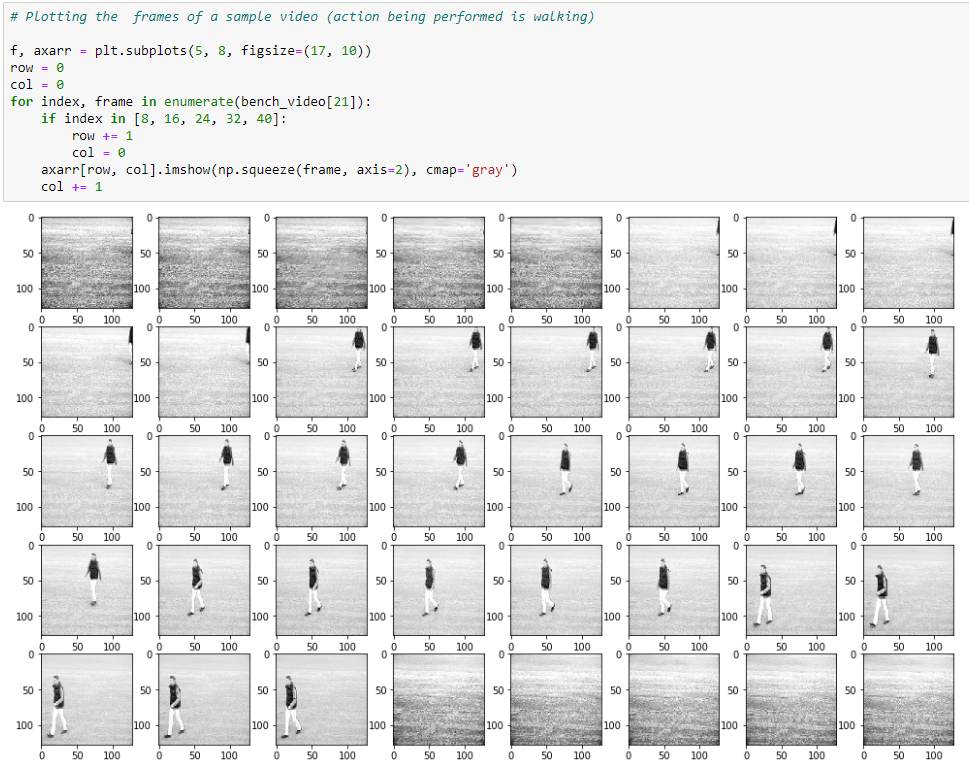 # Plotting the  frames of a sample video (action being performed is walking)
f, axarr = plt.subplots(5, 8, figsize=(17, 10))
row = 0
col = 0
for index, frame in enumerate(bench_video[21]):
    if index in [8, 16, 24, 32, 40]:
        row += 1
        col = 0
    axarr[row, col].imshow(np.squeeze(frame, axis=2), cmap='gray')
    col += 1
0 0 0 0 0 0 0 0
50 50 50 50 50 50 50 50
100 100 100 100 100 100 100 100
0 50 100 0 50 100 0 50 100 0 50 100 0 50 100 0 50 100 0 50 100 0 50 100
0 0 0 0 0 0 0 0
50 50 50 50 50 50 50 50
100 100 100 100 100 100 100 100
0 50 100 0 50 100 0 50 100 0 50 100 0 50 100 0 50 100 0 50 100 0 50 100
0 0 0 0 0 0 0 0
50 50 50 50 50 50 50 50
100 100 100 100 100 100 100 100
0 50 100 0 50 100 0 50 100 0 50 100 0 50 100 0 50 100 0 50 100 0 50 100
0 0 0 0 0 0 0 0
50 50 50 50 50 50 50 50
100 100 100 100 100 100 100 100
0 50 100 0 50 100 0 50 100 0 50 100 0 50 100 0 50 100 0 50 100 0 50 100
0 0 0 0 0 0 0 0
50 50 50 50 50 50 50 50
100 100 100 100 100 100 100 100
0 50 100 0 50 100 0 50 100 0 50 100 0 50 100 0 50 100 0 50 100 0 50 100